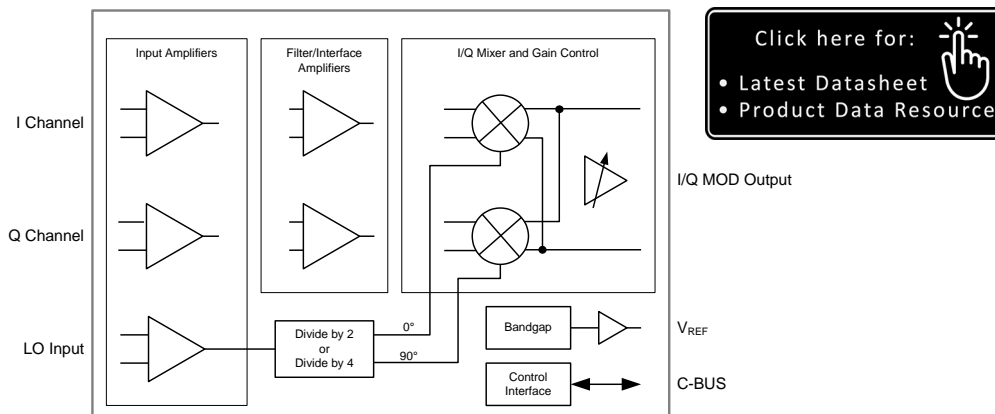 Input Amplifiers
Filter/Interface
Amplifiers
I/Q Mixer and Gain Control
I Channel
Q Channel
LO Input
Divide by 2
or
Divide by 4
0°
90°
Bandgap
Control
Interface
I/Q MOD Output
VREF
C-BUS
Click here for:
• Latest Datasheet
• Product Data Resource